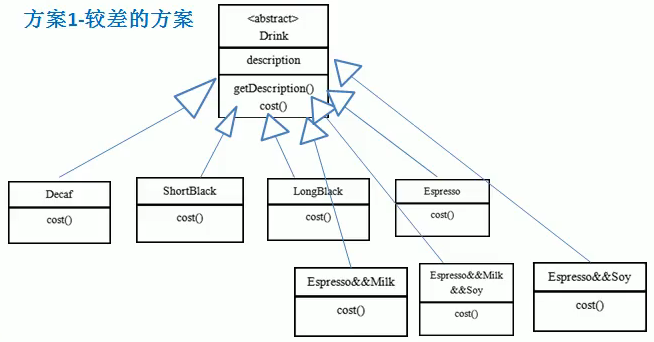 方案1-较差的方案
<abstract>
Drink
description
getDescription()
cost()
Decaf
cost()
ShortBlack
cost()
LongBlack
cost()
Espresso
cost()
Espresso&&Milk
cost()
Espresso&&Milk
&&Soy
cost()
Espresso&&Soy
cost()